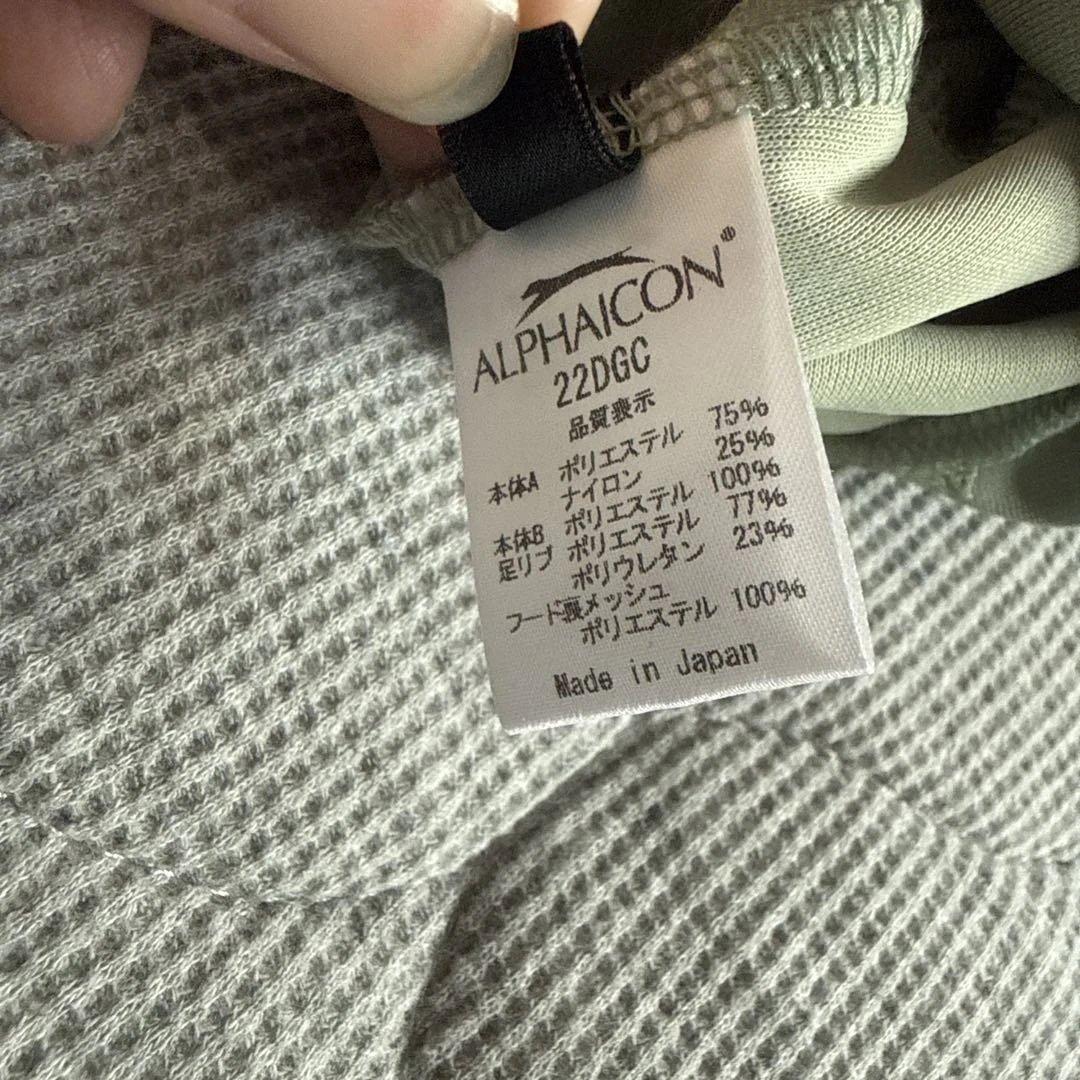 ALPHAICON®
22DGC
品質表示
本体A ポリエステル 75%
ナイロン 25%
本体B ポリエステル 100%
足リブ ポリエステル 77%
ポリウレタン 23%
フード裏メッシュ
ポリエステル 100%
Made in Japan